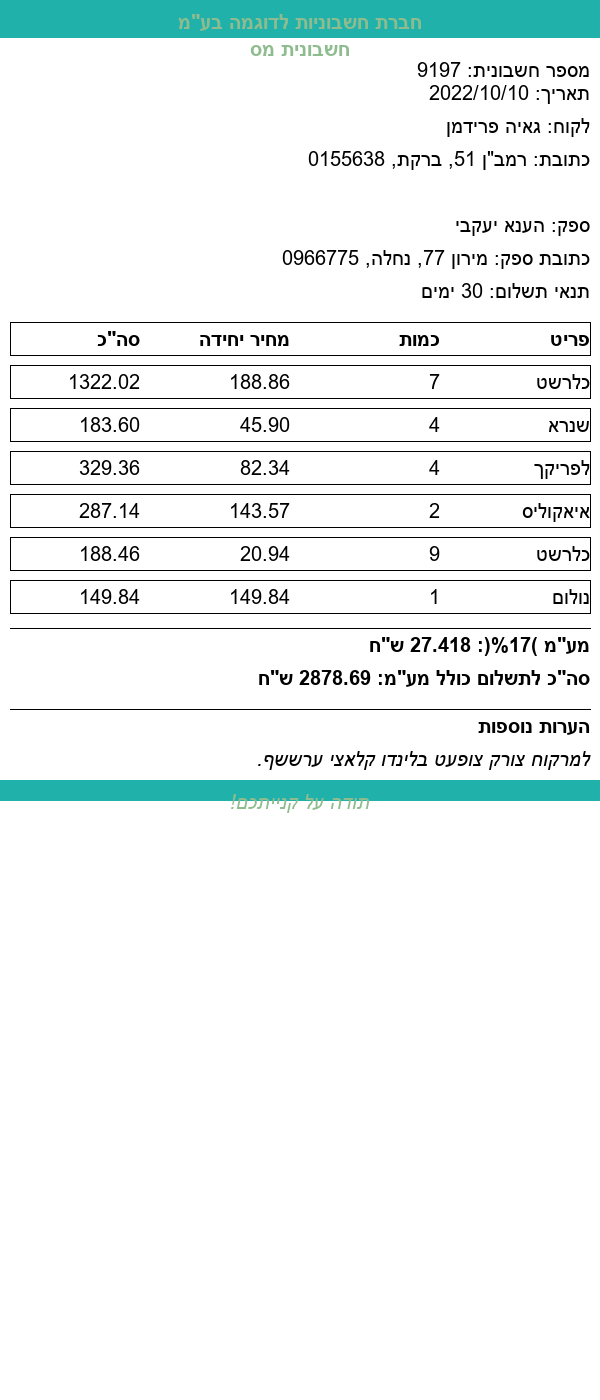 חברת חשבוניות לדוגמה בע"מ
חשבונית מס
מספר חשבונית: 9197
תאריך: 2022/10/10
לקוח: גאיה פרידמן
כתובת: רמב"ן 51, ברקת, 0155638
ספק: הענא יעקבי
כתובת ספק: מירון 77, נחלה, 0966775
תנאי תשלום: 30 ימים
פריט כמות מחיר יחידה סה"כ
כלרשט 7 188.86 1322.02
שנרא 4 45.90 183.60
לפריקך 4 82.34 329.36
איאקוליס 2 143.57 287.14
כלרשט 9 20.94 188.46
נולום 1 149.84 149.84
מע"מ )17%(: 27.418 ש"ח
סה"כ לתשלום כולל מע"מ: 2878.69 ש"ח
הערות נוספות
למרקוח צורק צופעט בלינדו קלאצי ערששף.
תודה על קנייתכם!